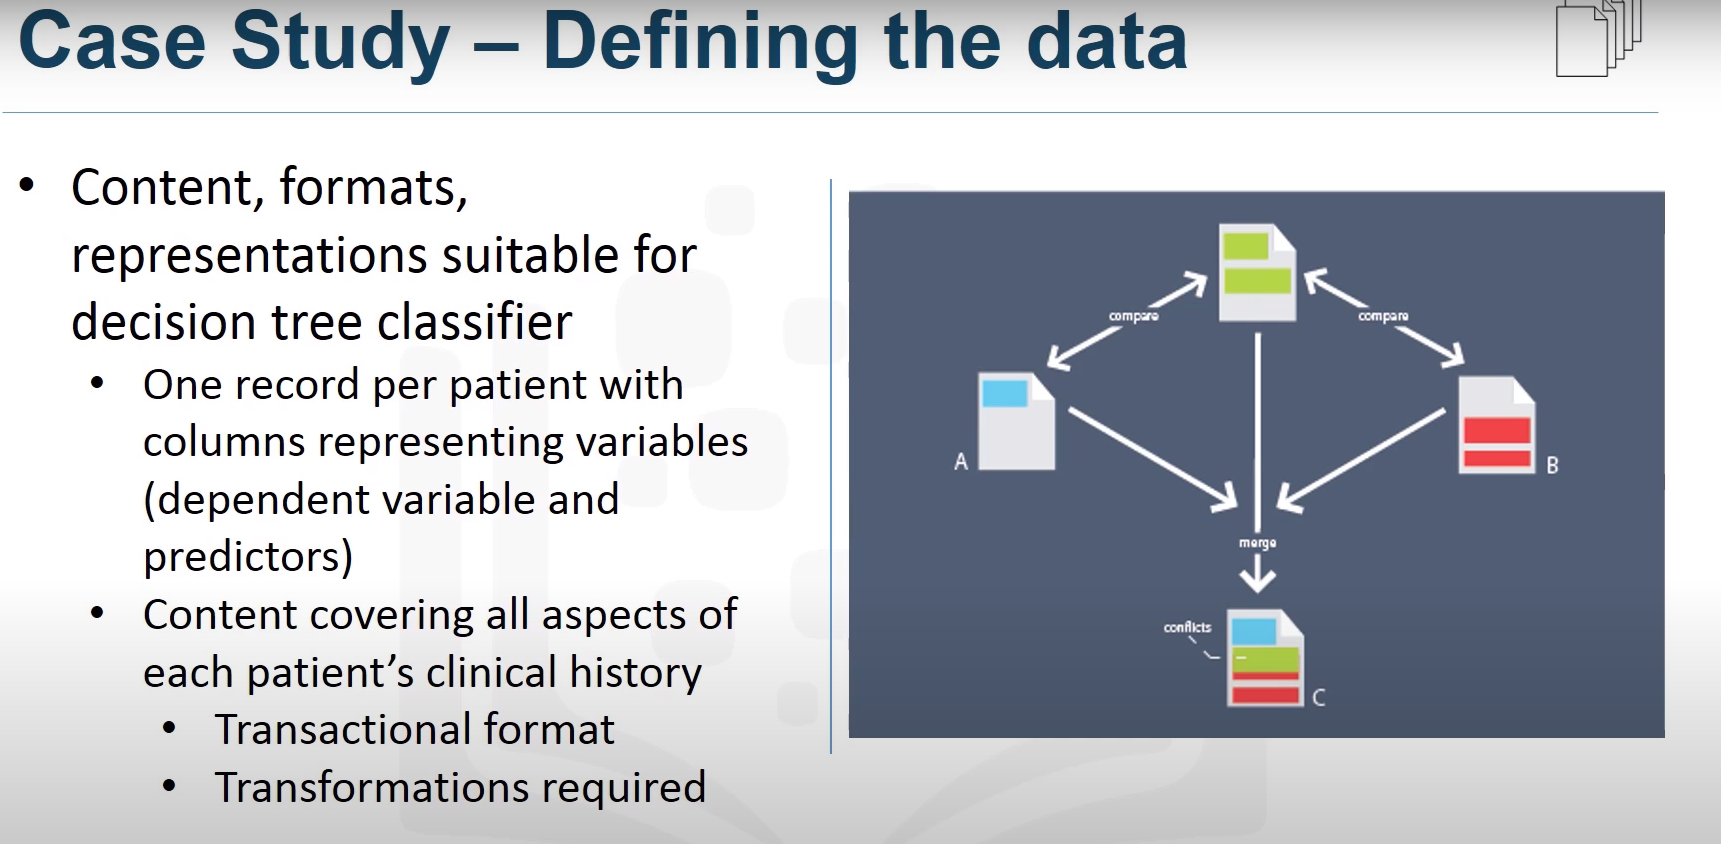 Case Study – Defining the data
• Content, formats,
representations suitable for
decision tree classifier
• One record per patient with
columns representing variables
(dependent variable and
predictors)
• Content covering all aspects of
each patient’s clinical history
• Transactional format
• Transformations required
compare
compare
A
B
merge
conflicts
C